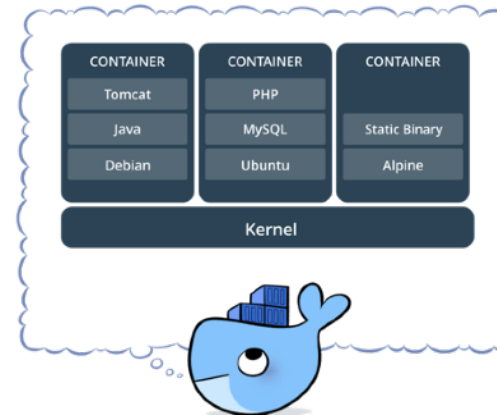 CONTAINER
Tomcat
Java
Debian
CONTAINER
PHP
MySQL
Ubuntu
CONTAINER
Static Binary
Alpine
Kernel